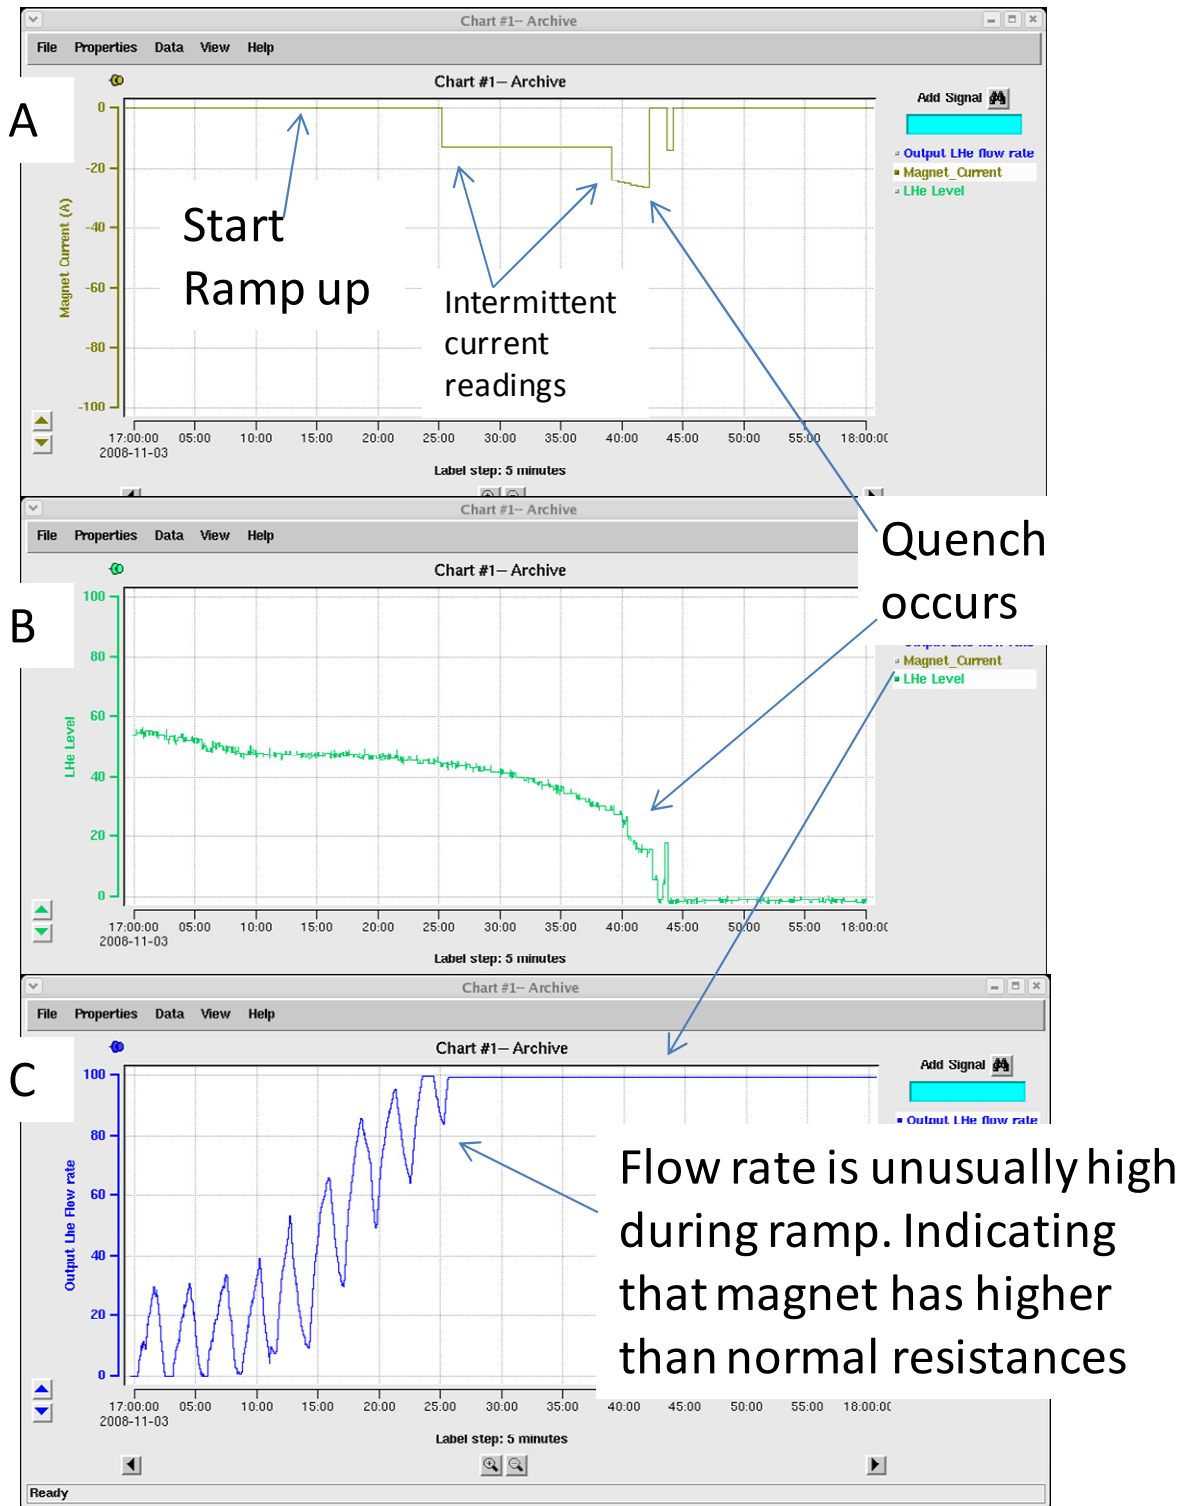 Chart #1-- Archive
File Properties Data View Help
Chart #1-- Archive
A
Add Signal
Output LHe flow rate
Magnet_Current
LHe Level
Magnet Current (A)
0
-20
-40
-60
-80
-100
Start
Ramp up
Intermittent
current
readings
17:00:00 05:00 10:00 15:00 20:00 25:00 30:00 35:00 40:00 45:00 50:00 55:00 18:00:00
2008-11-03
Label step: 5 minutes
Chart #1-- Archive
File Properties Data View Help
Chart #1-- Archive
Quench
occurs
B
Output LHe flow rate
Magnet_Current
LHe Level
LHe Level
100
80
60
40
20
0
17:00:00 05:00 10:00 15:00 20:00 25:00 30:00 35:00 40:00 45:00 50:00 55:00 18:00:00
2008-11-03
Label step: 5 minutes
Chart #1-- Archive
File Properties Data View Help
Chart #1-- Archive
C
Add Signal
Output LHe flow rate
Output Lhe Flow rate
100
80
60
40
20
0
Flow rate is unusually high
during ramp. Indicating
that magnet has higher
than normal resistances
17:00:00 05:00 10:00 15:00 20:00 25:00 30:00 35:00 40:00 45:00 50:00 55:00 18:00:00
2008-11-03
Label step: 5 minutes
Ready